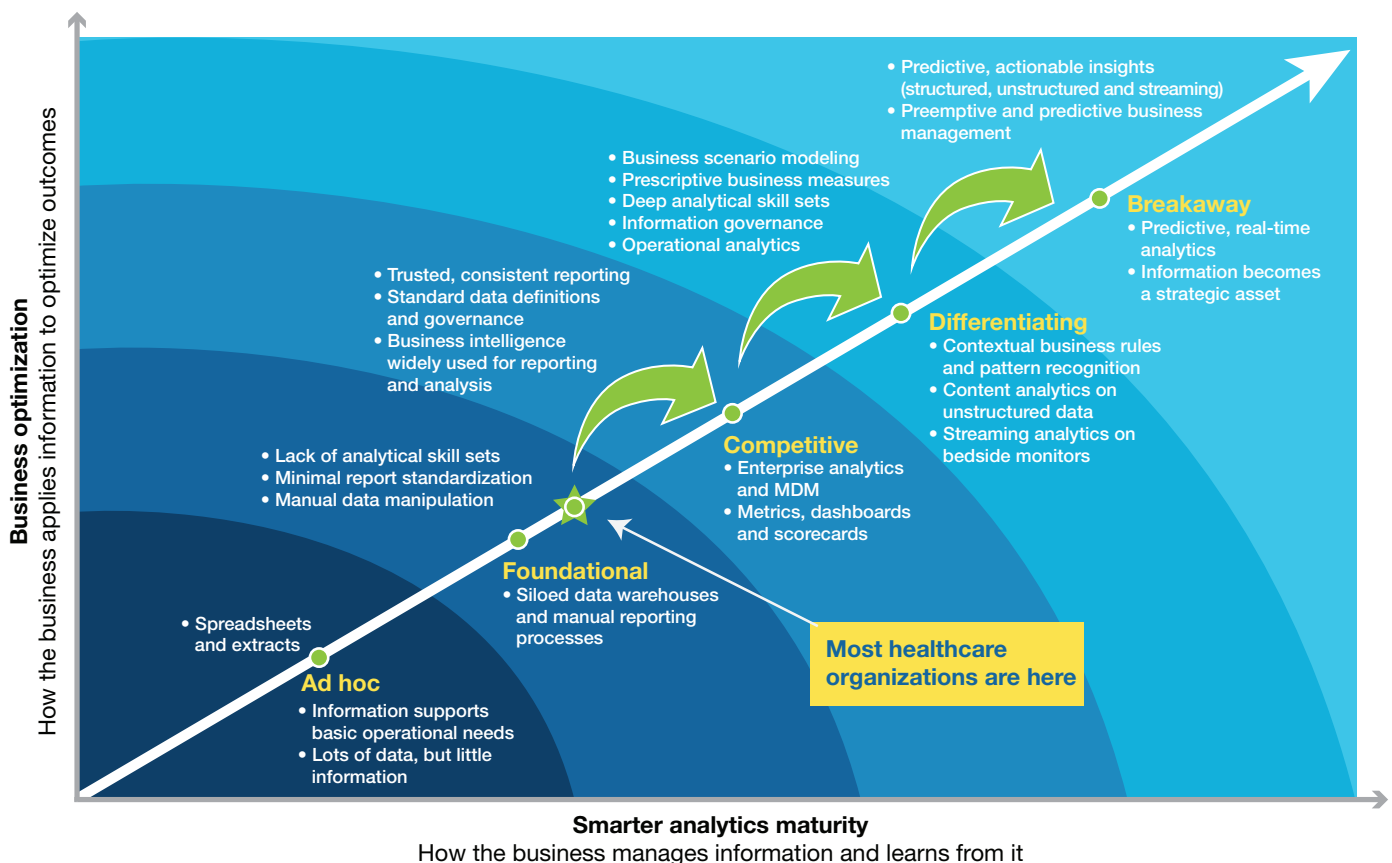 • Predictive, actionable insights
(structured, unstructured and streaming)
• Preemptive and predictive business
management
• Business scenario modeling
• Prescriptive business measures
• Deep analytical skill sets
• Information governance
• Operational analytics
Breakaway
• Predictive, real-time
analytics
• Information becomes
a strategic asset
• Trusted, consistent reporting
• Standard data definitions
and governance
• Business intelligence
widely used for reporting
and analysis
Differentiating
• Contextual business rules
and pattern recognition
• Content analytics on
unstructured data
• Streaming analytics on
bedside monitors
• Lack of analytical skill sets
• Minimal report standardization
• Manual data manipulation
Competitive
• Enterprise analytics
and MDM
• Metrics, dashboards
and scorecards
Foundational
• Siloed data warehouses
and manual reporting
processes
• Spreadsheets
and extracts
Most healthcare
organizations are here
Ad hoc
• Information supports
basic operational needs
• Lots of data, but little
information
Business optimization
How the business applies information to optimize outcomes
Smarter analytics maturity
How the business manages information and learns from it